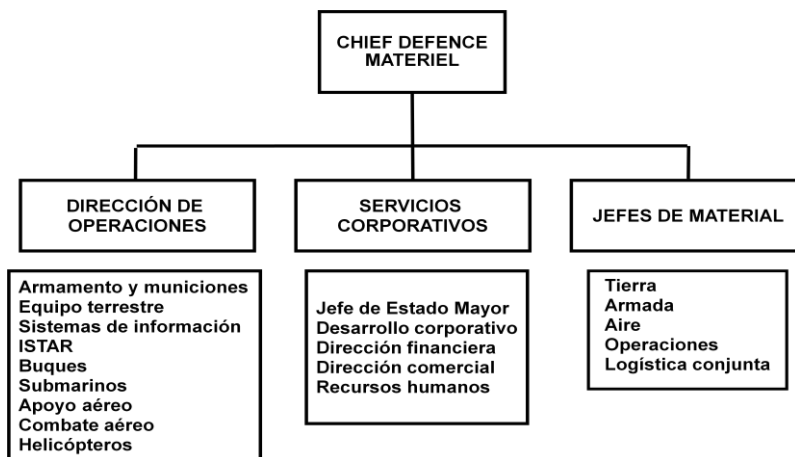 CHIEF DEFENCE
MATERIEL
DIRECCIÓN DE
OPERACIONES
SERVICIOS
CORPORATIVOS
JEFES DE MATERIAL
Armamento y municiones
Equipo terrestre
Sistemas de información
ISTAR
Buques
Submarinos
Apoyo aéreo
Combate aéreo
Helicópteros
Jefe de Estado Mayor
Desarrollo corporativo
Dirección financiera
Dirección comercial
Recursos humanos
Tierra
Armada
Aire
Operaciones
Logística conjunta